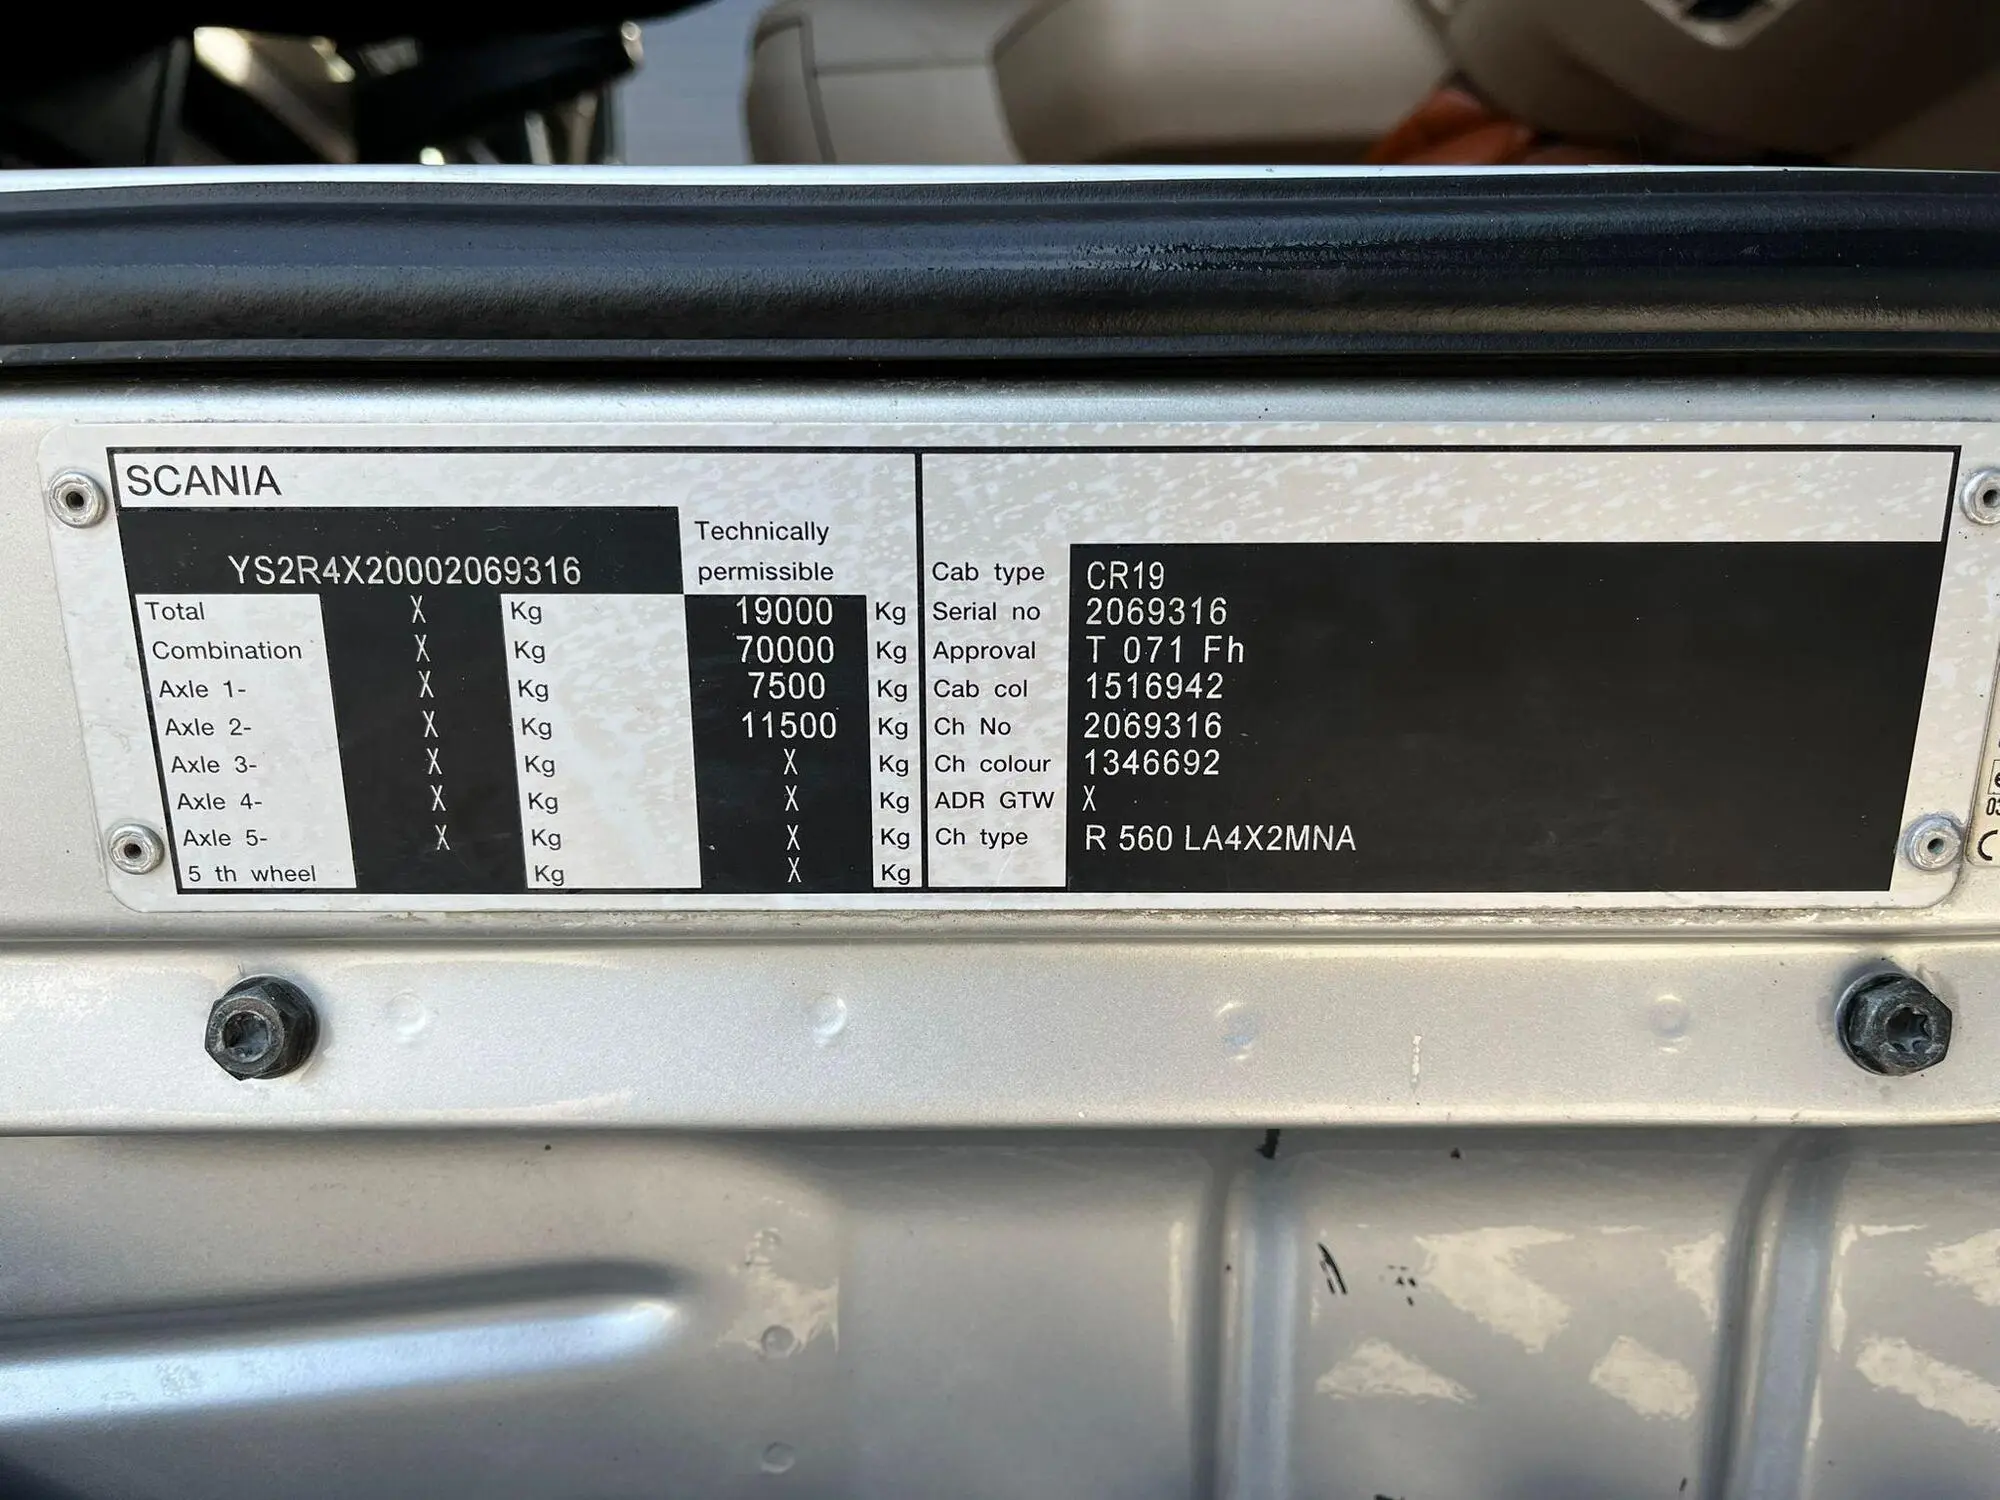 SCANIA
YS2R4X20002069316
Technically
permissible
Total X Kg 19000 Kg
Combination X Kg 70000 Kg
Axle 1- X Kg 7500 Kg
Axle 2- X Kg 11500 Kg
Axle 3- X Kg X Kg
Axle 4- X Kg X Kg
Axle 5- X Kg X Kg
5 th wheel Kg X Kg
Cab type CR19
Serial no 2069316
Approval T 071 Fh
Cab col 1516942
Ch No 2069316
Ch colour 1346692
ADR GTW X
Ch type R 560 LA4X2MNA